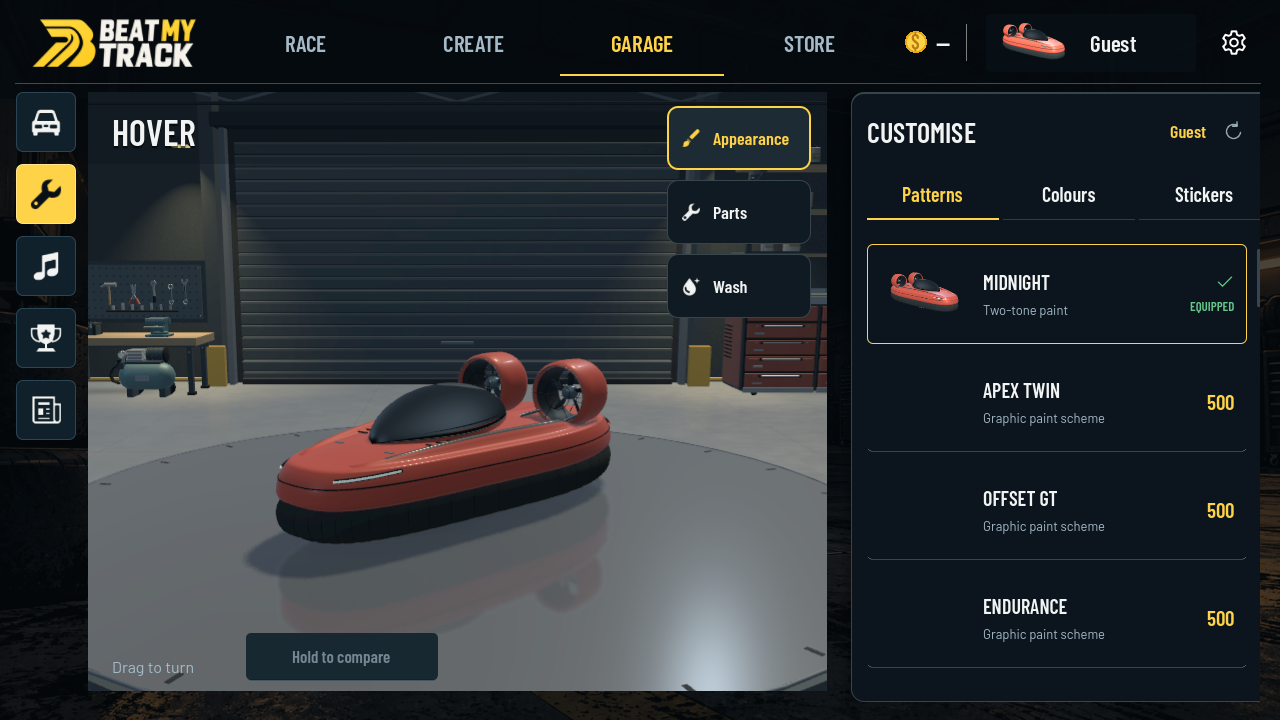 BEATMY
TRACK
RACE
CREATE
GARAGE
STORE
–
Guest
HOVER
Appearance
Parts
Wash
Drag to turn
Hold to compare
CUSTOMISE
Guest
Patterns
Colours
Stickers
MIDNIGHT
Two-tone paint
EQUIPPED
APEX TWIN
Graphic paint scheme
500
OFFSET GT
Graphic paint scheme
500
ENDURANCE
Graphic paint scheme
500